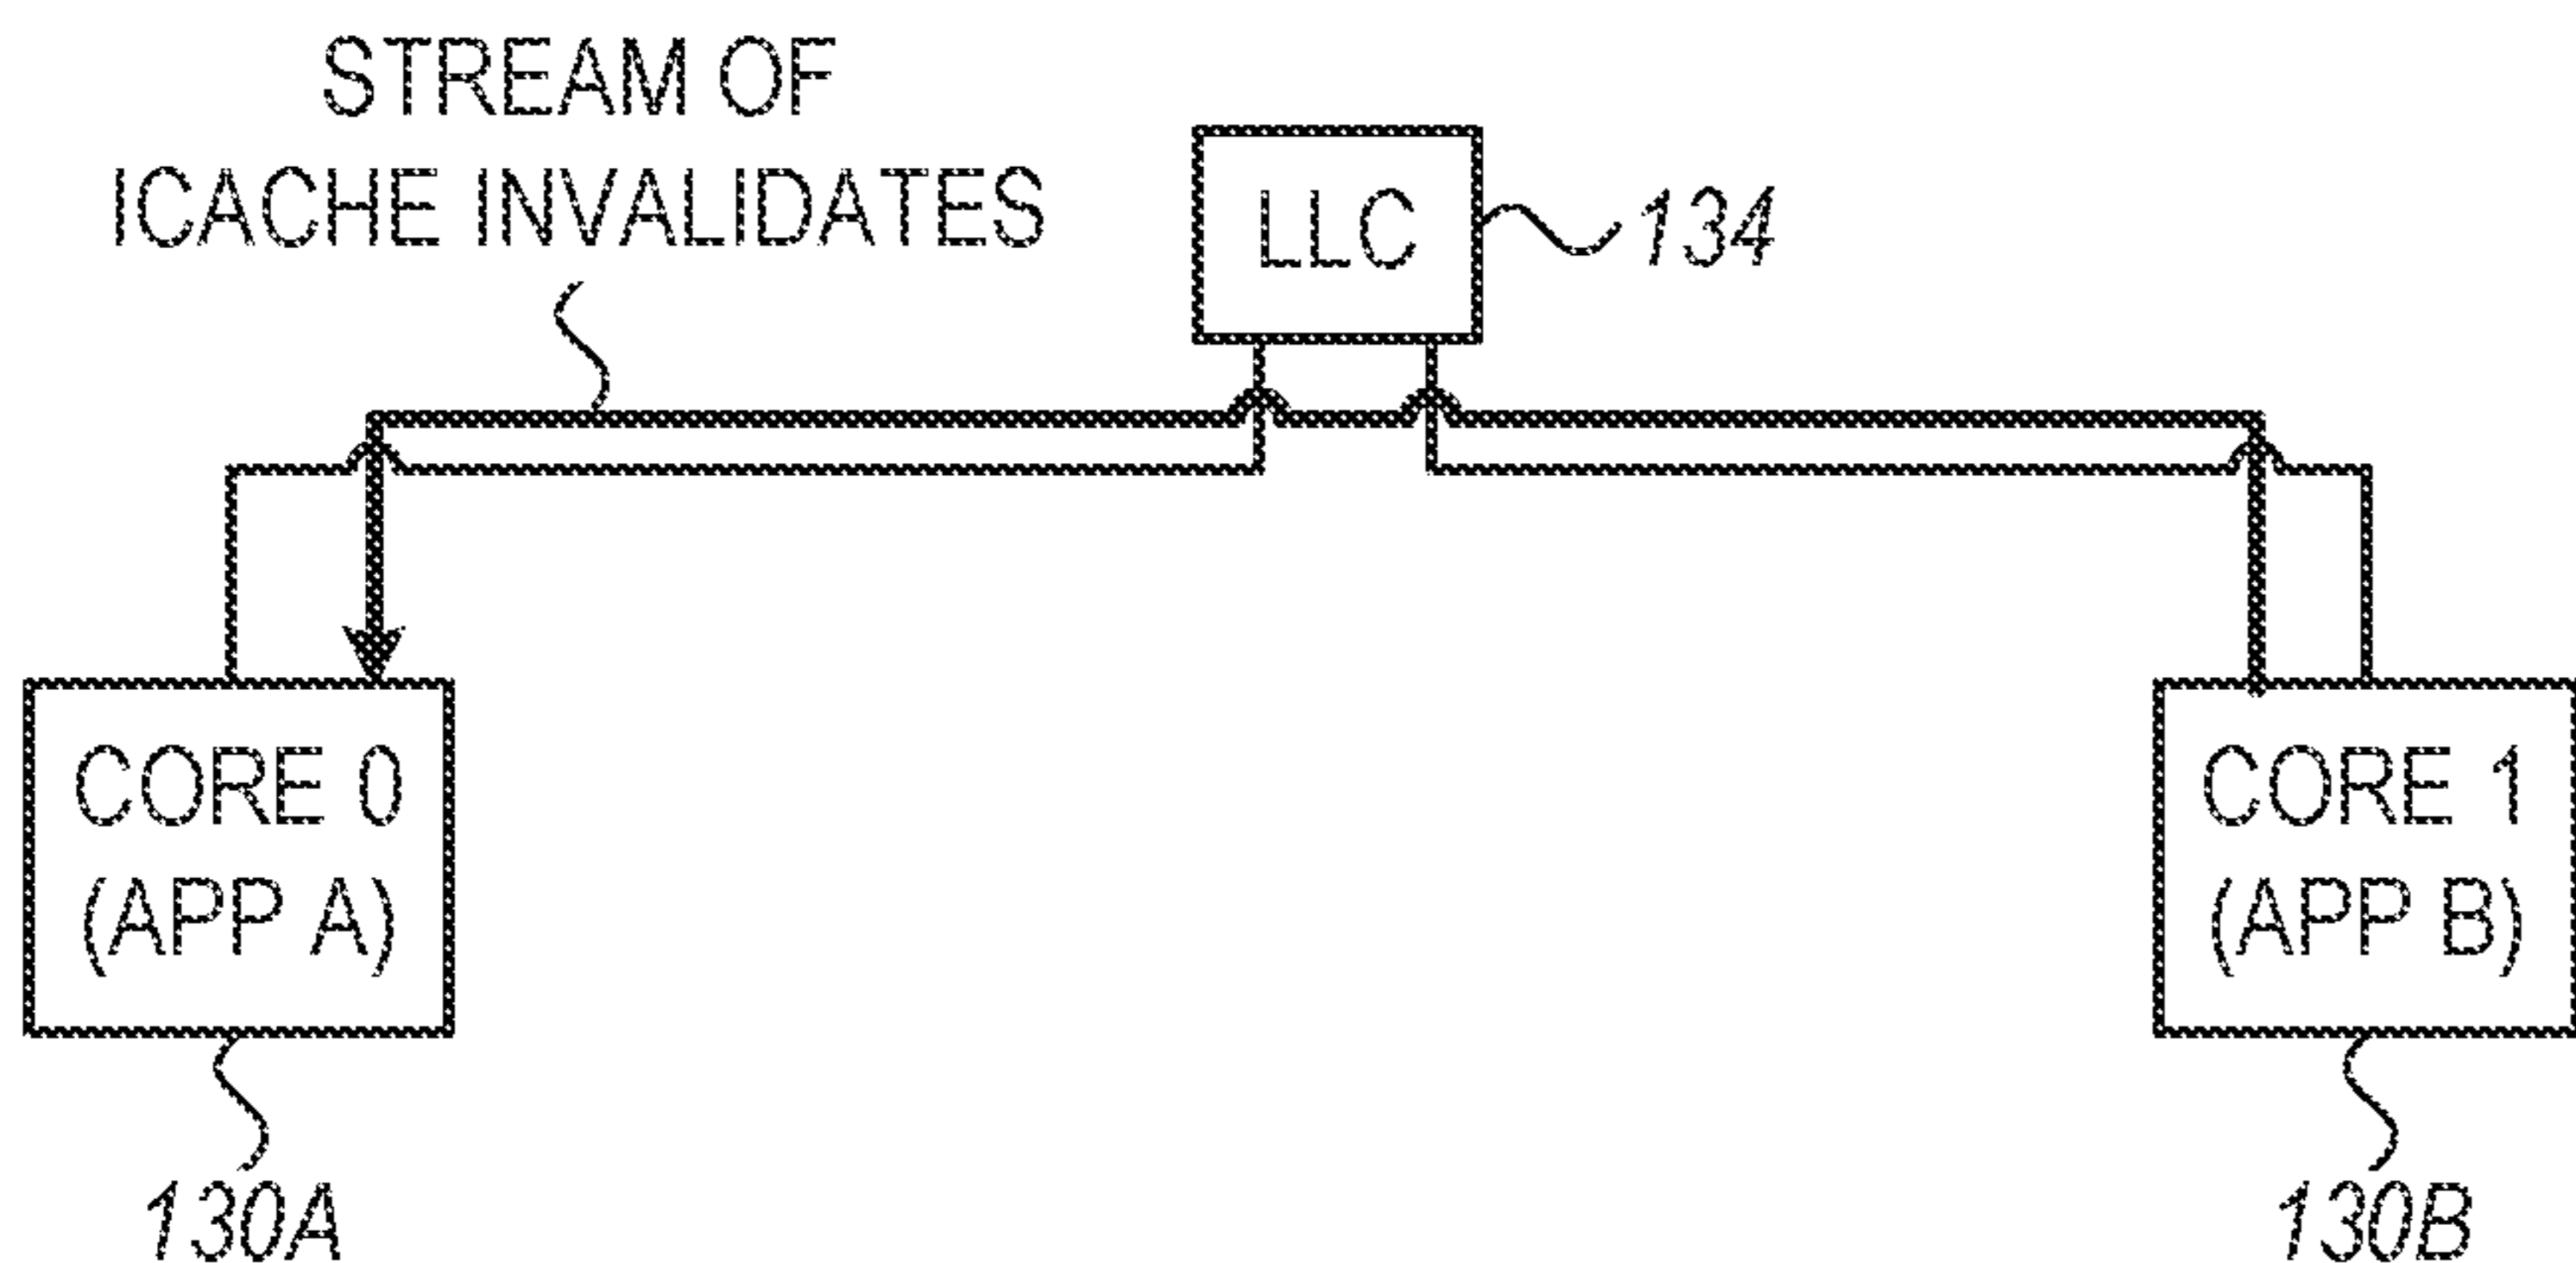 STREAM OF
ICACHE INVALIDATES
LLC
134
CORE 0
(APP A)
CORE 1
(APP B)
130A
130B